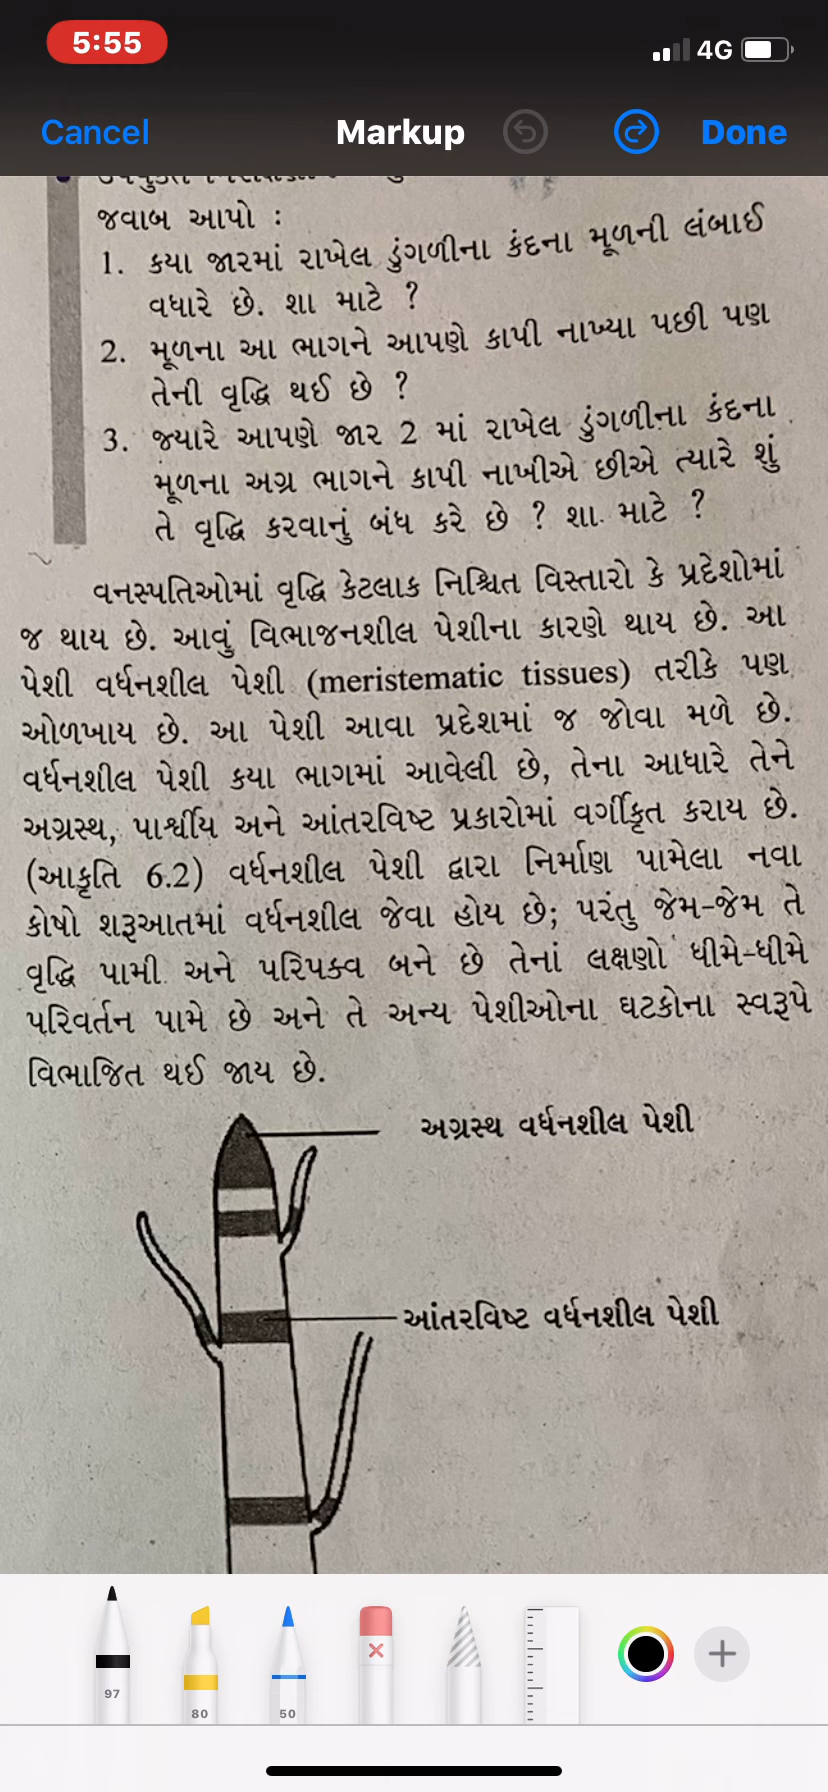 5:55
4G
Cancel Markup Done
જવાબ આપો :
1. કયા જારમાં રાખેલ ડુંગળીના કંદના મૂળની લંબાઈ
વધારે છે. શા માટે ?
2. મૂળના આ ભાગને આપણે કાપી નાખ્યા પછી પણ
તેની વૃદ્ધિ થઈ છે ?
3. જ્યારે આપણે જાર 2 માં રાખેલ ડુંગળીના કંદના
મૂળના અગ્ર ભાગને કાપી નાખીએ છીએ ત્યારે શું
તે વૃદ્ધિ કરવાનું બંધ કરે છે ? શા માટે ?
વનસ્પતિઓમાં વૃદ્ધિ કેટલાક નિશ્ચિત વિસ્તારો કે પ્રદેશોમાં
જ થાય છે. આવું વિભાજનશીલ પેશીના કારણે થાય છે. આ
પેશી વર્ધનશીલ પેશી (meristematic tissues) તરીકે પણ
ઓળખાય છે. આ પેશી આવા પ્રદેશમાં જ જોવા મળે છે.
વર્ધનશીલ પેશી કયા ભાગમાં આવેલી છે, તેના આધારે તેને
અગ્રસ્થ, પાર્શ્વીય અને આંતરવિષ્ટ પ્રકારોમાં વર્ગીકૃત કરાય છે.
(આકૃતિ 6.2) વર્ધનશીલ પેશી દ્વારા નિર્માણ પામેલા નવા
કોષો શરૂઆતમાં વર્ધનશીલ જેવા હોય છે; પરંતુ જેમ-જેમ તે
વૃદ્ધિ પામી અને પરિપક્વ બને છે તેનાં લક્ષણો ધીમે-ધીમે
પરિવર્તન પામે છે અને તે અન્ય પેશીઓના ઘટકોના સ્વરૂપે
વિભાજિત થઈ જાય છે.
અગ્રસ્થ વર્ધનશીલ પેશી
આંતરવિષ્ટ વર્ધનશીલ પેશી
97
80
50